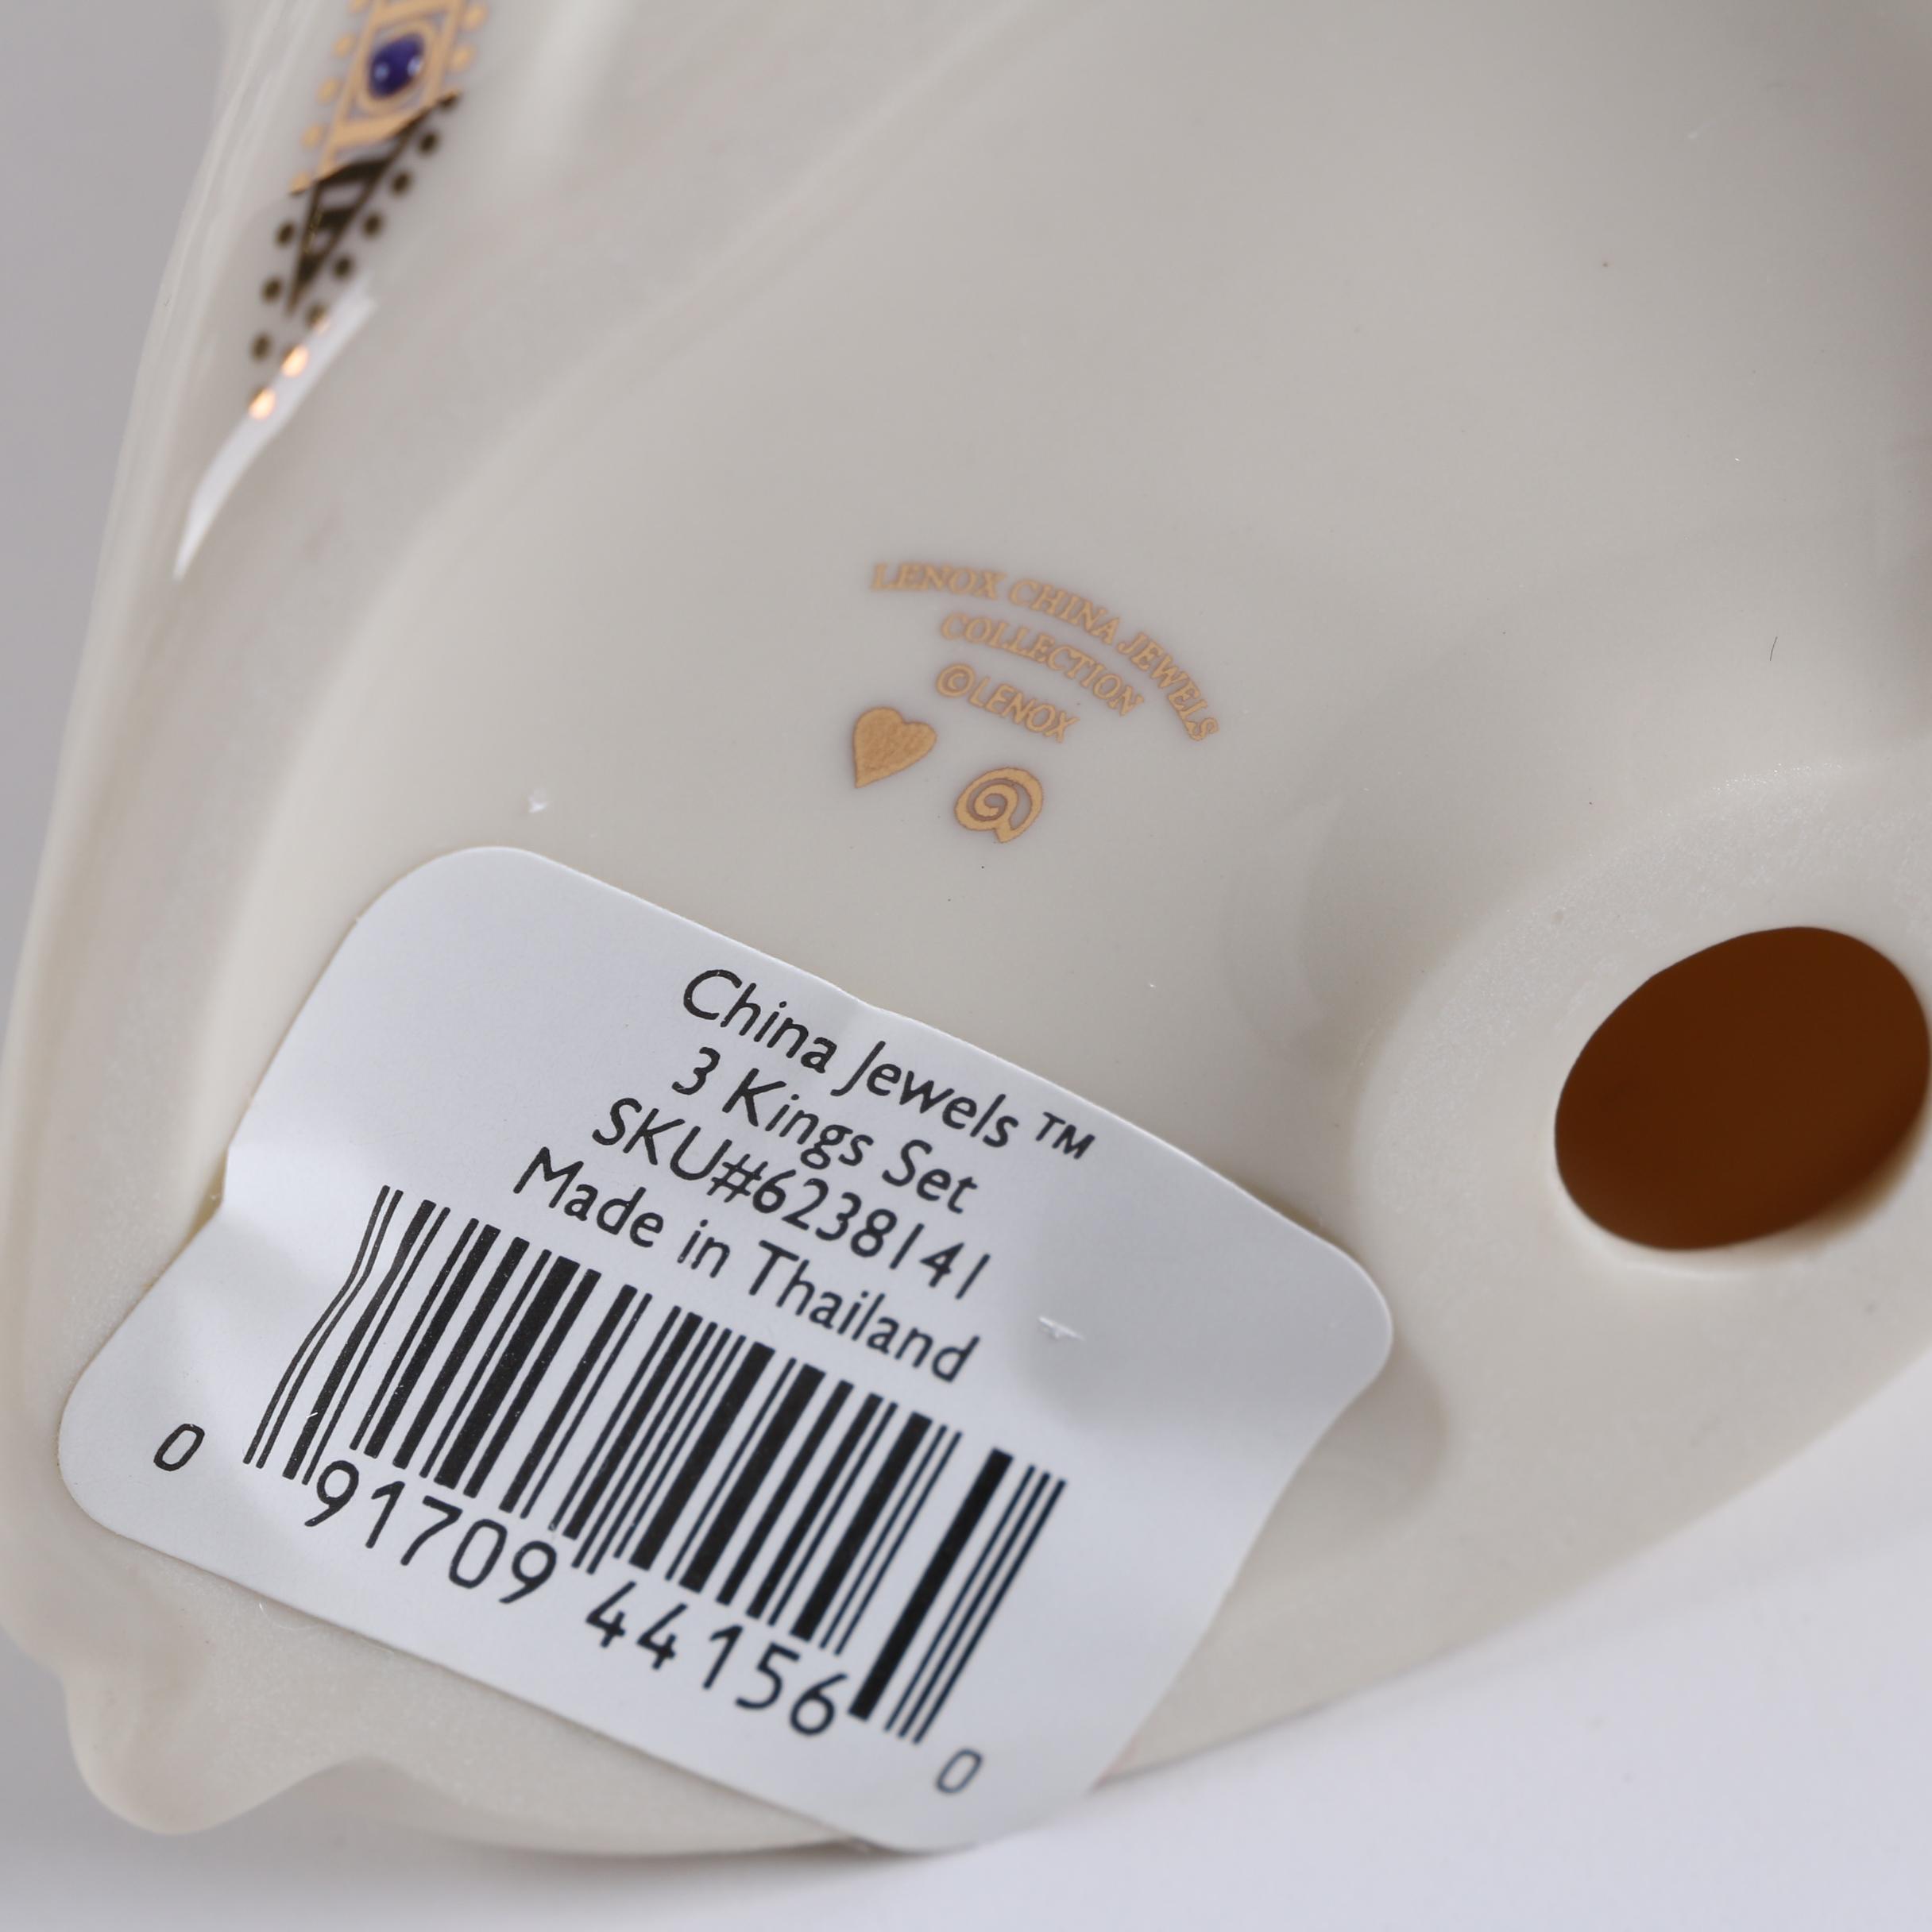 LENOX CHINA JEWELS
COLLECTION
©LENOX
China Jewels™
3 Kings Set
SKU#6238141
Made in Thailand
0 91709 44156 0